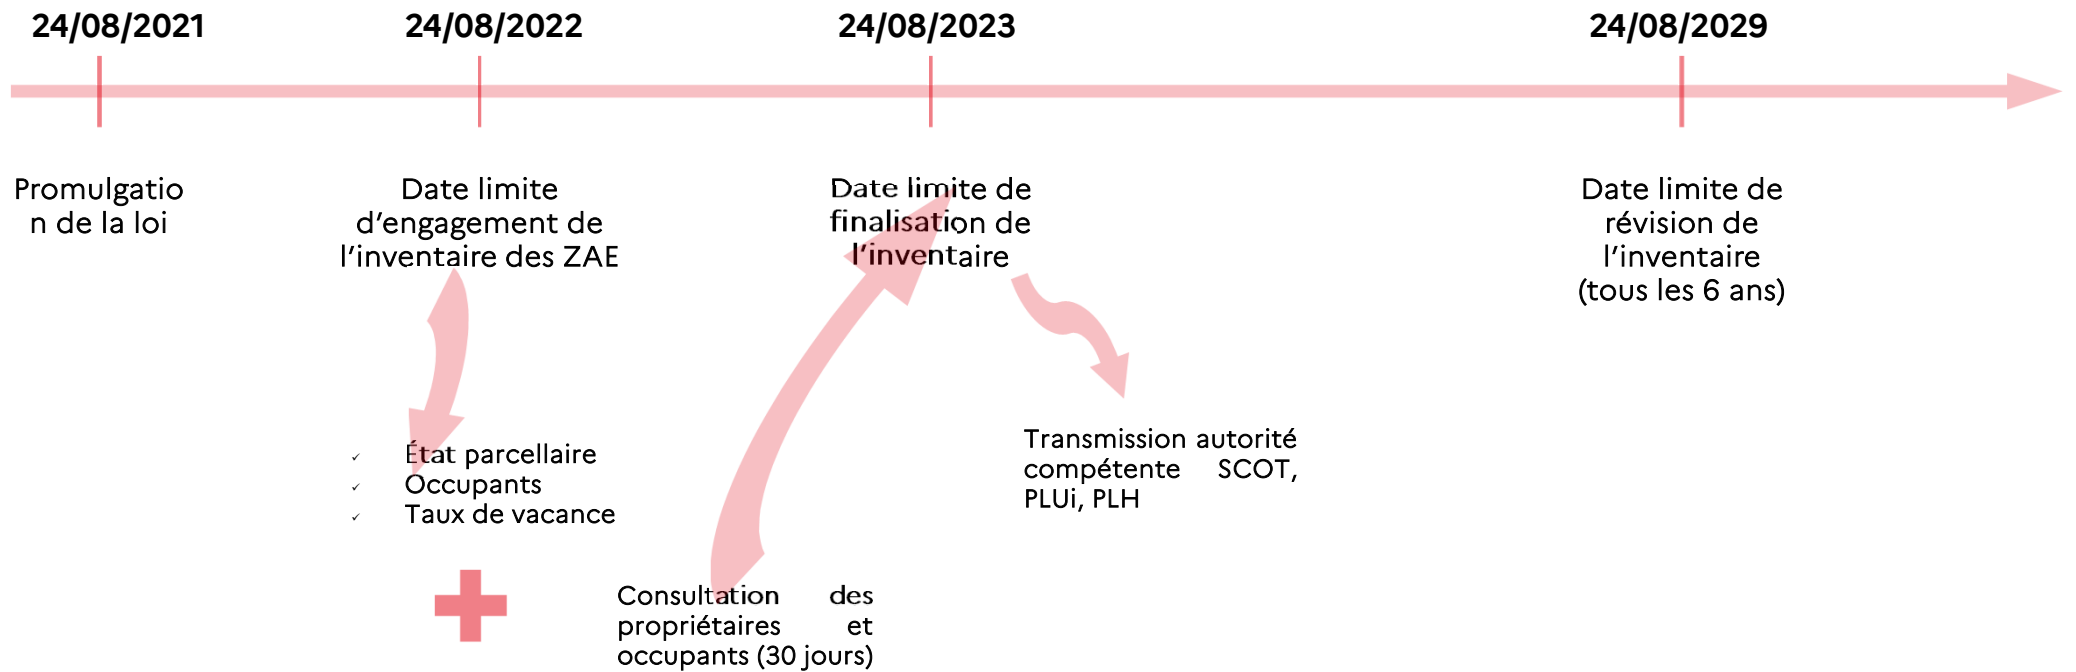 24/08/2021
24/08/2022
24/08/2023
24/08/2029
Promulgatio
n de la loi
Date limite
d'engagement de
l'inventaire des ZAE
Date limite de
finalisation de
l'inventaire
Date limite de
révision de
l'inventaire
(tous les 6 ans)
✓ État parcellaire
✓ Occupants
✓ Taux de vacance
Transmission autorité
compétente SCOT,
PLUi, PLH
Consultation des
propriétaires et
occupants (30 jours)